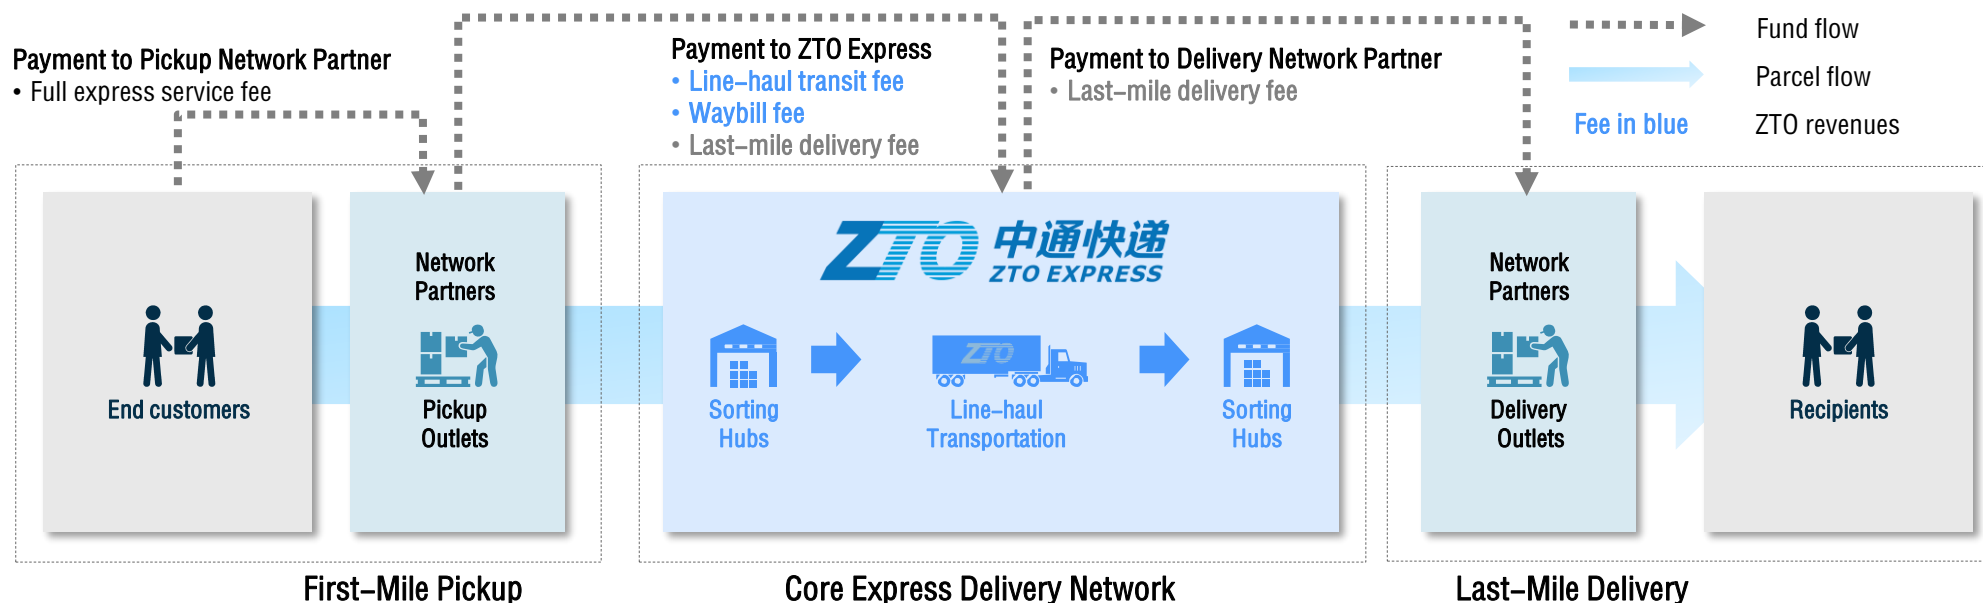 Payment to Pickup Network Partner
• Full express service fee
Payment to ZTO Express
• Line-haul transit fee
• Waybill fee
• Last-mile delivery fee
Payment to Delivery Network Partner
• Last-mile delivery fee
Fund flow
Parcel flow
Fee in blue ZTO revenues
End customers
Network
Partners
Pickup
Outlets
ZTO 中通快递
ZTO EXPRESS
Sorting
Hubs
ZTO
Line-haul
Transportation
Sorting
Hubs
Network
Partners
Delivery
Outlets
Recipients
First-Mile Pickup
Core Express Delivery Network
Last-Mile Delivery